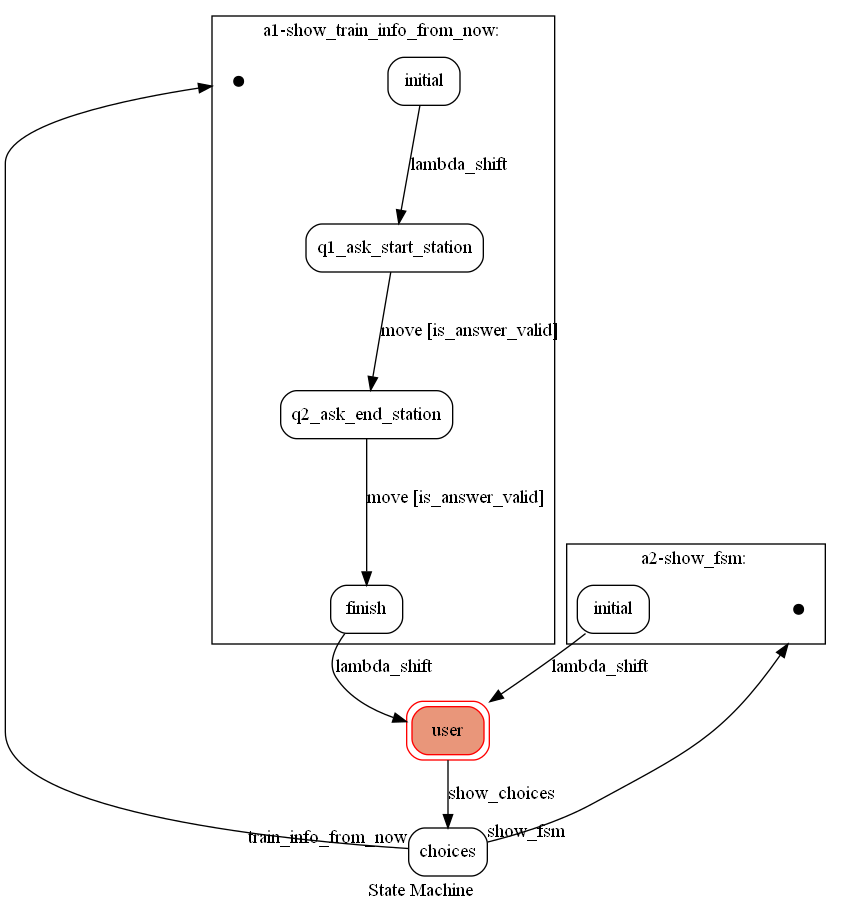 a1-show_train_info_from_now:
initial
lambda_shift
q1_ask_start_station
move [is_answer_valid]
q2_ask_end_station
move [is_answer_valid]
a2-show_fsm:
finish
initial
lambda_shift
lambda_shift
user
show_choices
train_info_from_now
show_fsm
choices
State Machine